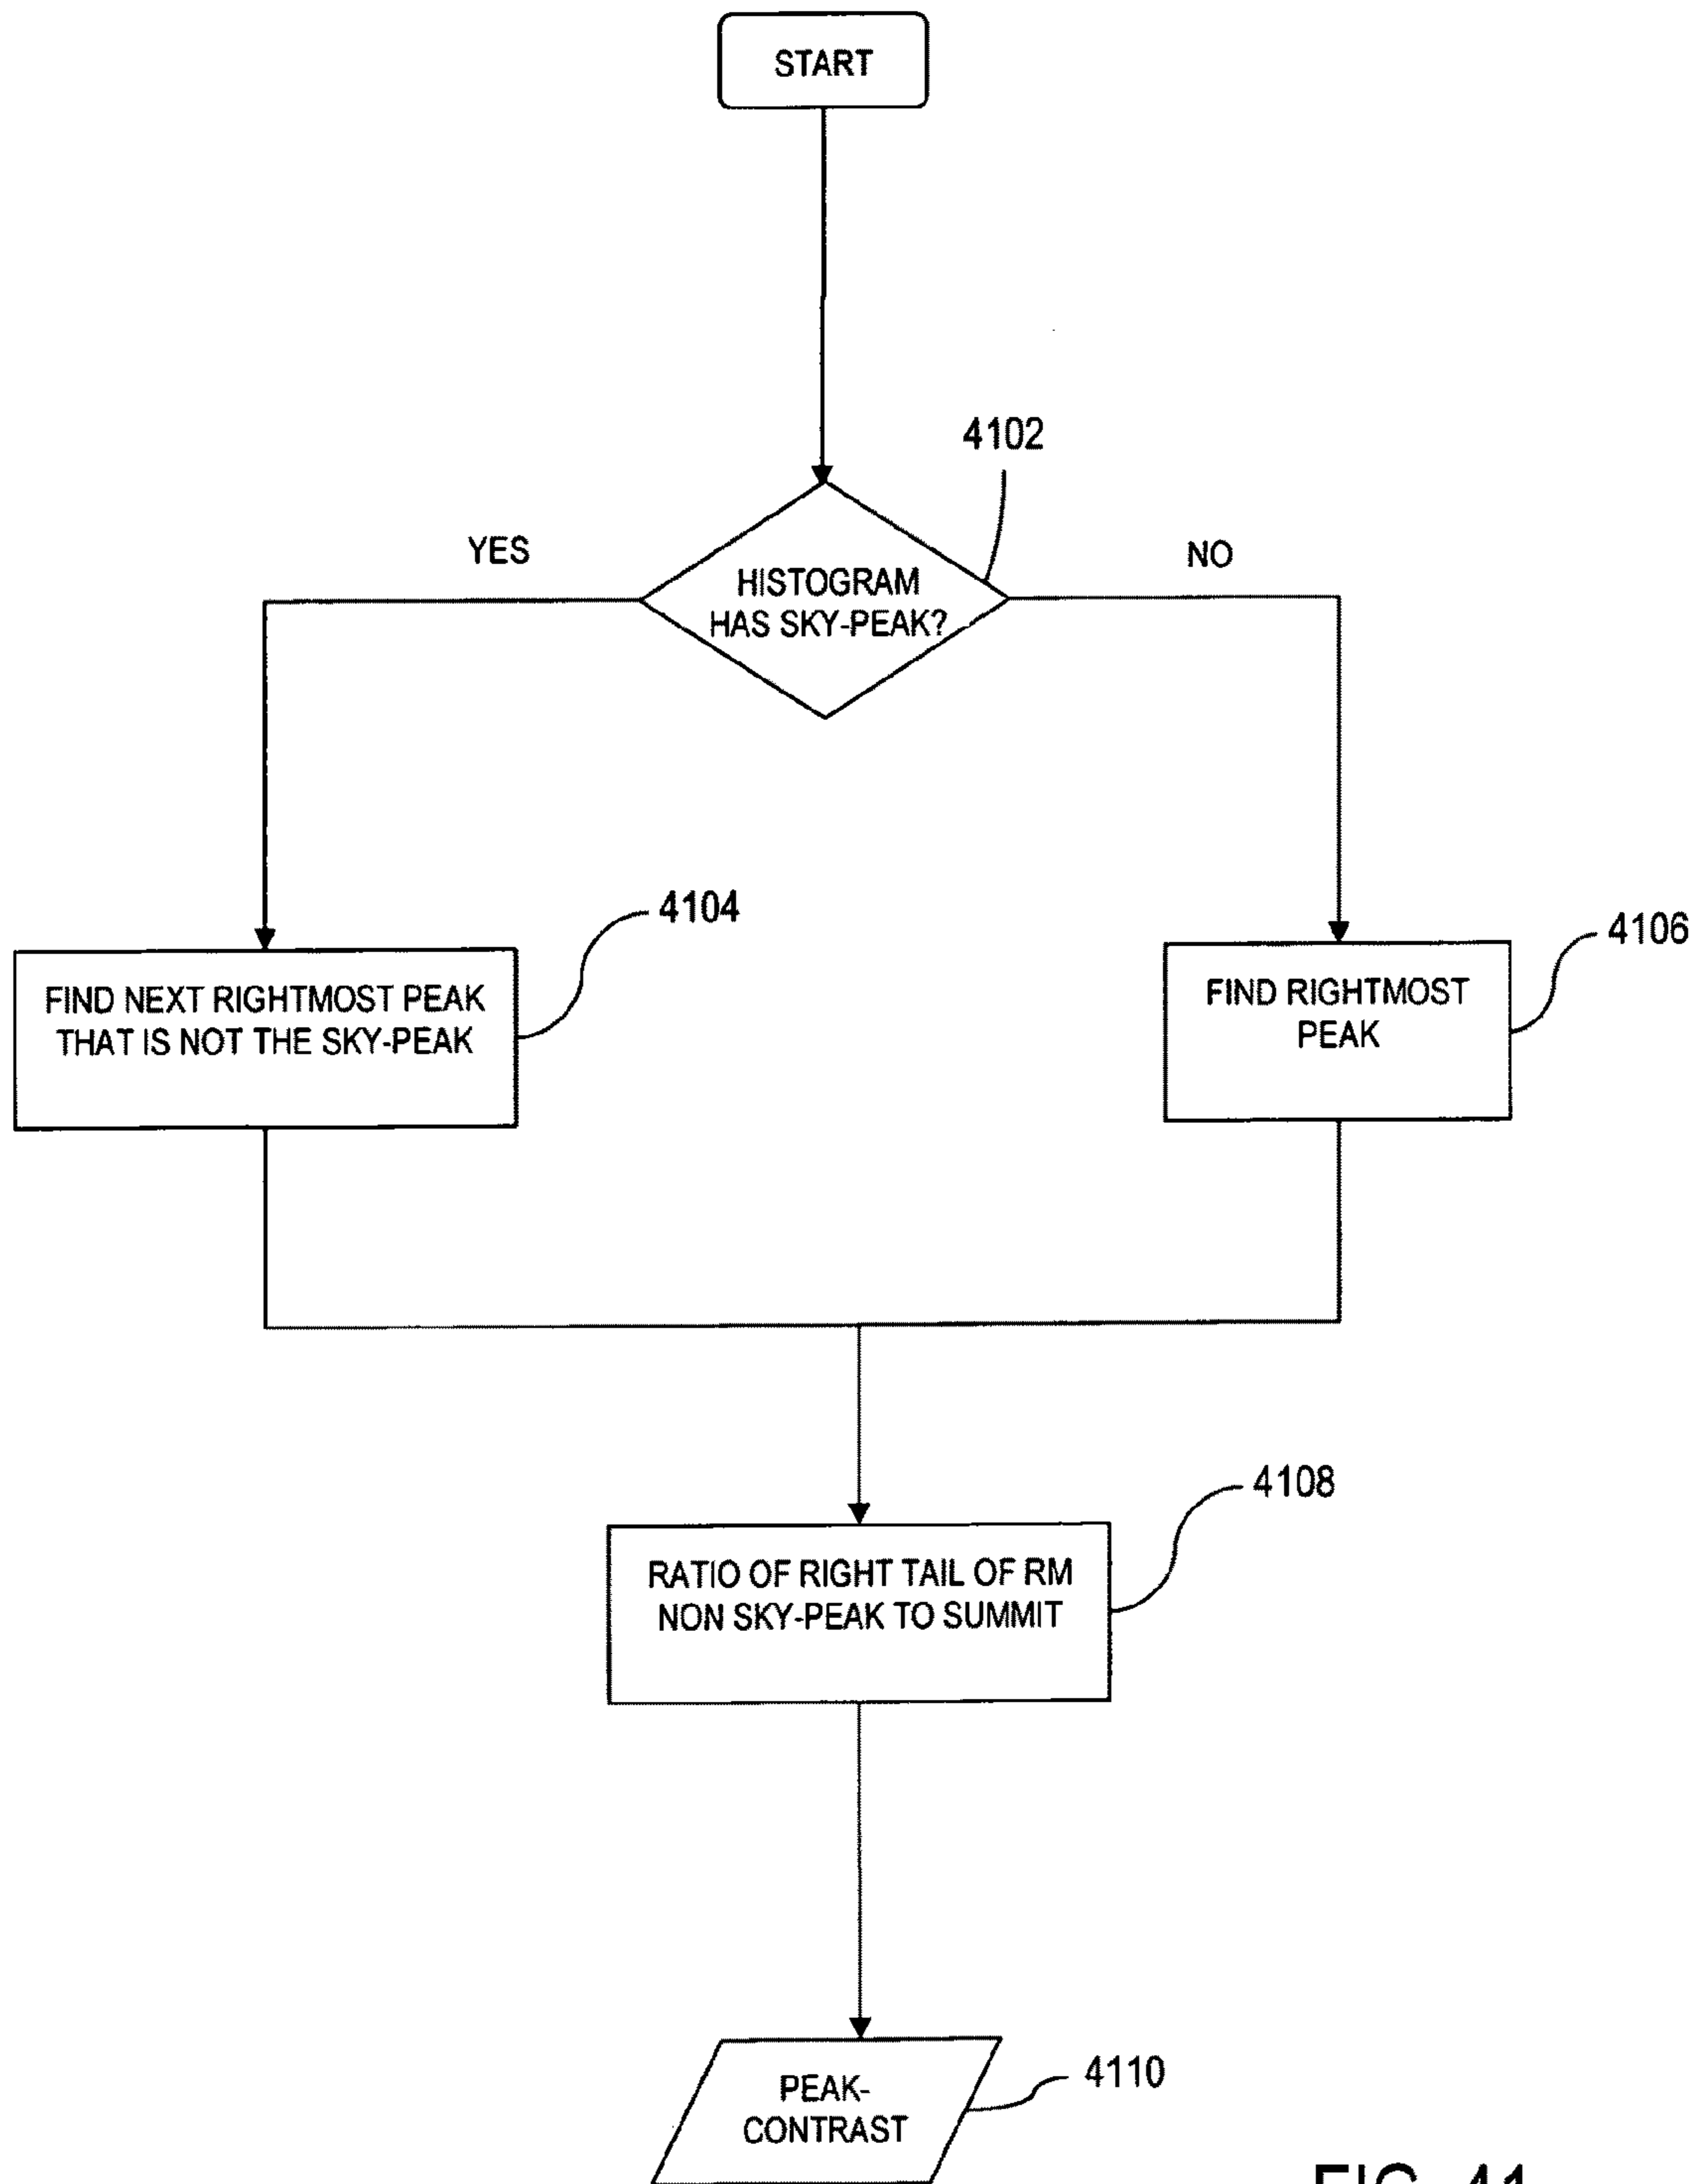 START
4102
YES
NO
HISTOGRAM
HAS SKY-PEAK?
4104
4106
FIND NEXT RIGHTMOST PEAK
THAT IS NOT THE SKY-PEAK
FIND RIGHTMOST
PEAK
4108
RATIO OF RIGHT TAIL OF RM
NON SKY-PEAK TO SUMMIT
4110
PEAK-
CONTRAST
FIG. 41